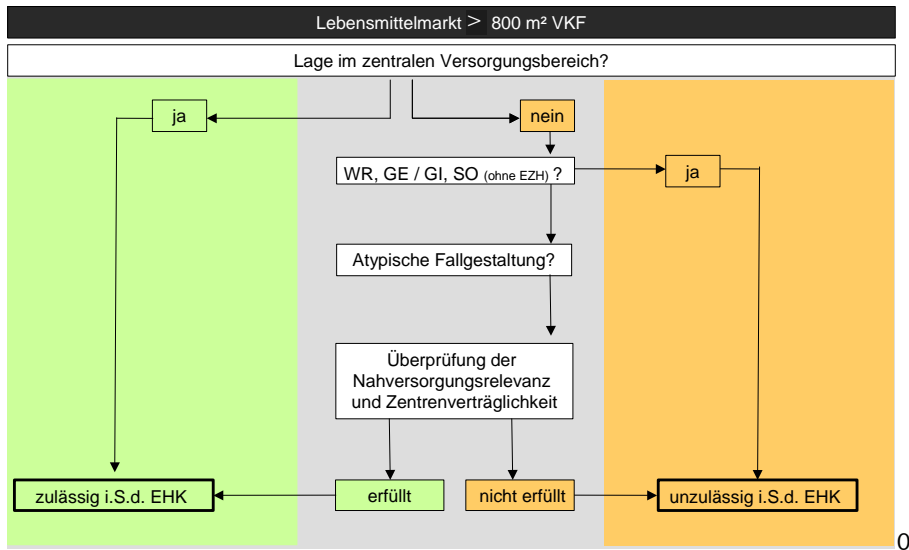 Lebensmittelmarkt > 800 m² VKF
Lage im zentralen Versorgungsbereich?
ja
nein
WR, GE / GI, SO (ohne EZH) ?
ja
Atypische Fallgestaltung?
Überprüfung der
Nahversorgungsrelevanz
und Zentrenverträglichkeit
zulässig i.S.d. EHK
erfüllt
nicht erfüllt
unzulässig i.S.d. EHK
0